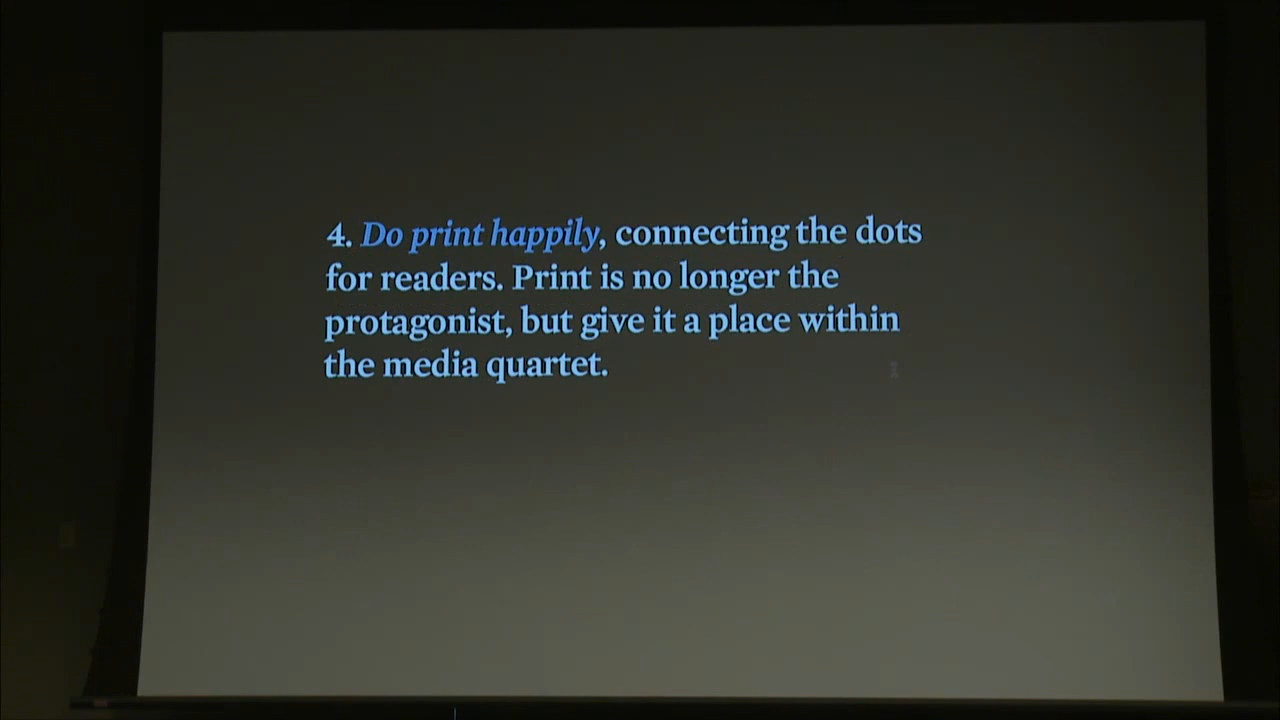 4. Do print happily, connecting the dots
for readers. Print is no longer the
protagonist, but give it a place within
the media quartet.